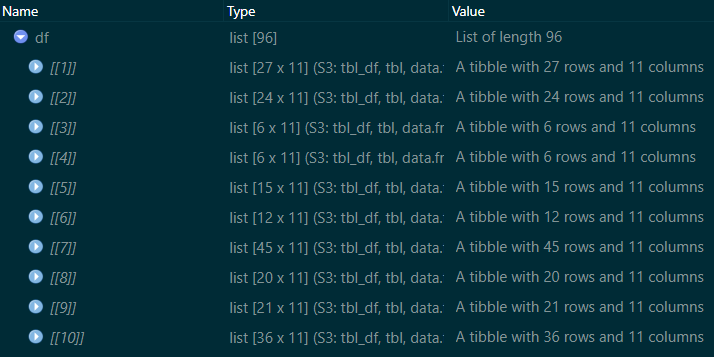 Name Type Value
df list [96] List of length 96
[[1]] list [27 x 11] (S3: tbl_df, tbl, data. A tibble with 27 rows and 11 columns
[[2]] list [24 x 11] (S3: tbl_df, tbl, data. A tibble with 24 rows and 11 columns
[[3]] list [6 x 11] (S3: tbl_df, tbl, data.fr A tibble with 6 rows and 11 columns
[[4]] list [6 x 11] (S3: tbl_df, tbl, data.fr A tibble with 6 rows and 11 columns
[[5]] list [15 x 11] (S3: tbl_df, tbl, data. A tibble with 15 rows and 11 columns
[[6]] list [12 x 11] (S3: tbl_df, tbl, data. A tibble with 12 rows and 11 columns
[[7]] list [45 x 11] (S3: tbl_df, tbl, data. A tibble with 45 rows and 11 columns
[[8]] list [20 x 11] (S3: tbl_df, tbl, data. A tibble with 20 rows and 11 columns
[[9]] list [21 x 11] (S3: tbl_df, tbl, data. A tibble with 21 rows and 11 columns
[[10]] list [36 x 11] (S3: tbl_df, tbl, data. A tibble with 36 rows and 11 columns